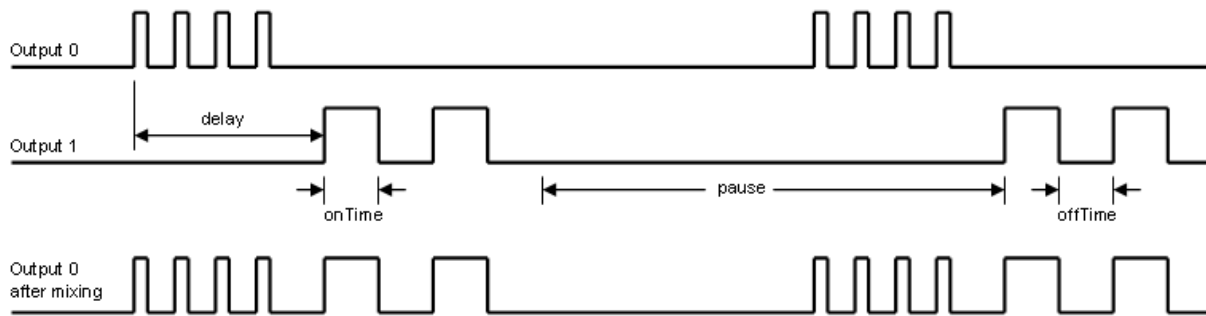 Output 0
delay
Output 1
pause
onTime
offTime
Output 0
after mixing